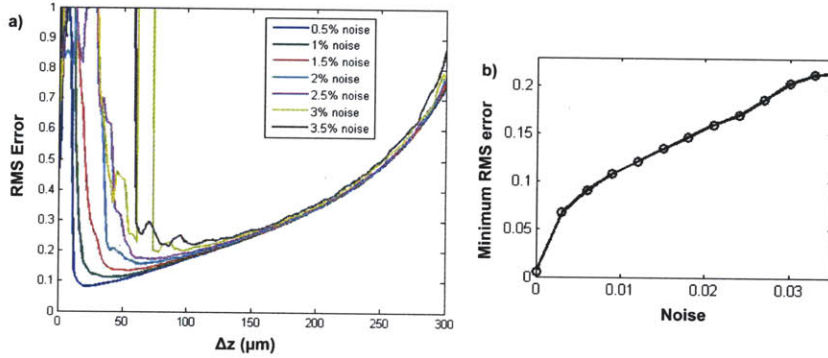 a)
1
0.9
0.8
0.7
0.6
0.5
0.4
0.3
0.2
0.1
0
RMS Error
0.5% noise
1% noise
1.5% noise
2% noise
2.5% noise
3% noise
3.5% noise
0 50 100 150 200 250 300
Δz (µm)
b)
0.2
0.15
0.1
0.05
0
Minimum RMS error
0 0.01 0.02 0.03
Noise